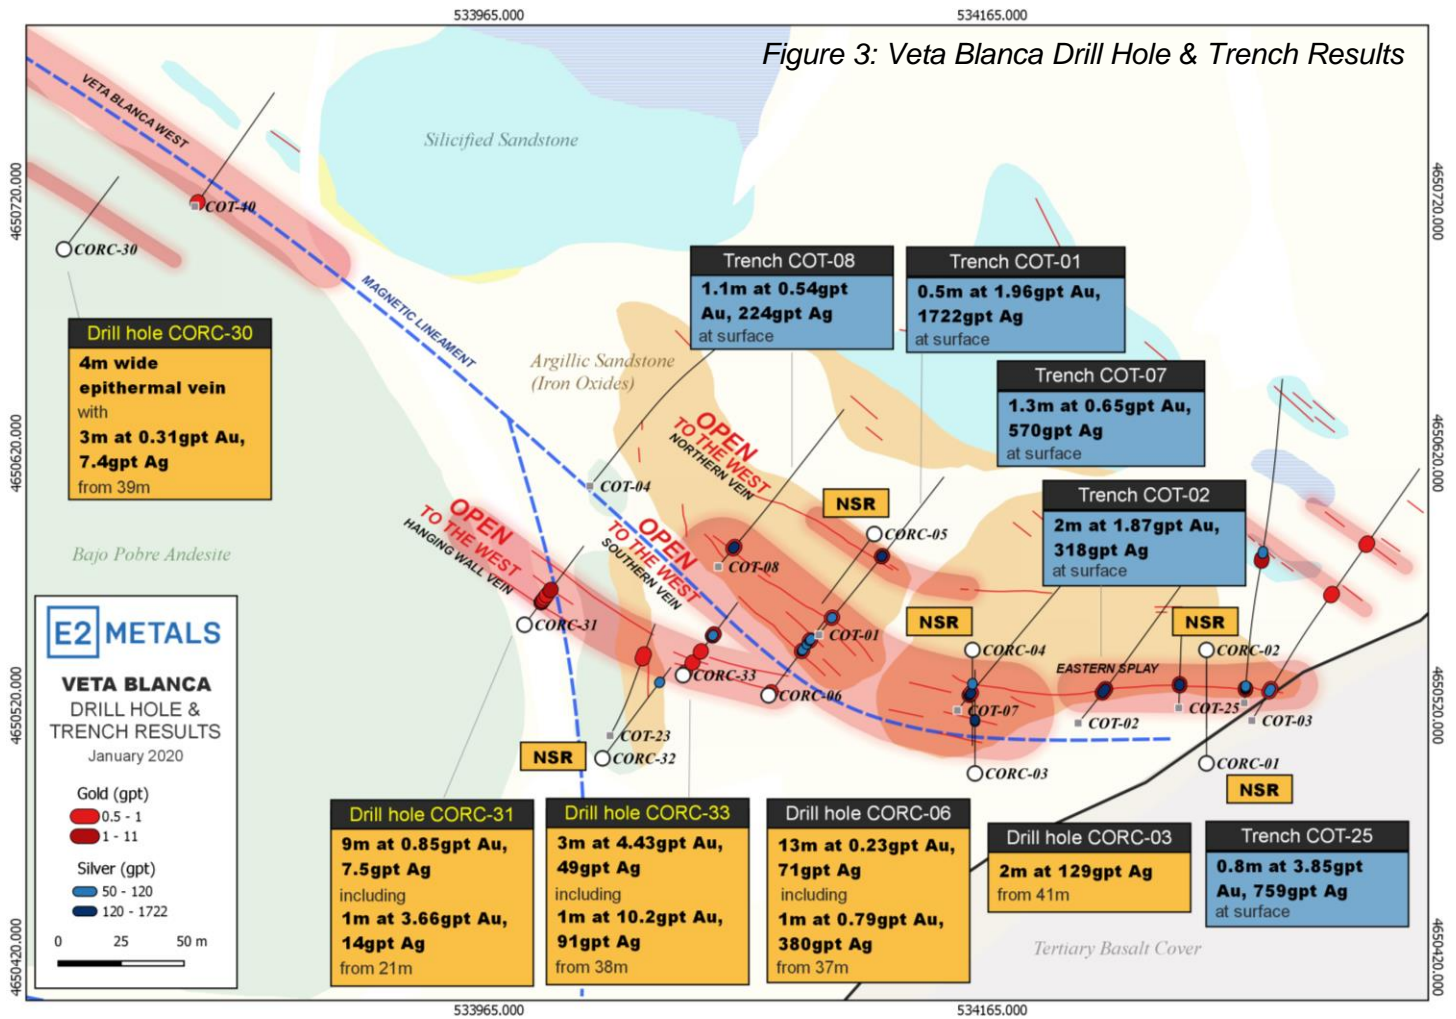 533965.000
534165.000
Figure 3: Veta Blanca Drill Hole & Trench Results
4650720.000
4650720.000
VETA BLANCA WEST
Silicified Sandstone
COT-40
CORC-30
MAGNETIC LINEAMENT
Trench COT-08
1.1m at 0.54gpt
Au, 224gpt Ag
at surface
Trench COT-01
0.5m at 1.96gpt Au,
1722gpt Ag
at surface
Drill hole CORC-30
4m wide
epithermal vein
with
3m at 0.31gpt Au,
7.4gpt Ag
from 39m
Argillic Sandstone
(Iron Oxides)
Trench COT-07
1.3m at 0.65gpt Au,
570gpt Ag
at surface
4650620.000
4650620.000
OPEN
TO THE WEST
NORTHERN VEIN
COT-04
NSR
CORC-05
Trench COT-02
2m at 1.87gpt Au,
318gpt Ag
at surface
OPEN
TO THE WEST
HANGING WALL VEIN
OPEN
TO THE WEST
SOUTHERN VEIN
Bajo Pobre Andesite
COT-08
CORC-31
COT-01
NSR
NSR
CORC-04
CORC-02
EASTERN SPLAY
CORC-33
CORC-06
COT-07
COT-02
COT-25
COT-03
4650520.000
4650520.000
COT-23
NSR
CORC-32
CORC-03
CORC-01
NSR
E2 METALS
VETA BLANCA
DRILL HOLE &
TRENCH RESULTS
January 2020
Gold (gpt)
0.5 - 1
1 - 11
Silver (gpt)
50 - 120
120 - 1722
0 25 50 m
Drill hole CORC-31
9m at 0.85gpt Au,
7.5gpt Ag
including
1m at 3.66gpt Au,
14gpt Ag
from 21m
Drill hole CORC-33
3m at 4.43gpt Au,
49gpt Ag
including
1m at 10.2gpt Au,
91gpt Ag
from 38m
Drill hole CORC-06
13m at 0.23gpt Au,
71gpt Ag
including
1m at 0.79gpt Au,
380gpt Ag
from 37m
Drill hole CORC-03
2m at 129gpt Ag
from 41m
Trench COT-25
0.8m at 3.85gpt
Au, 759gpt Ag
at surface
Tertiary Basalt Cover
4650420.000
4650420.000
533965.000
534165.000